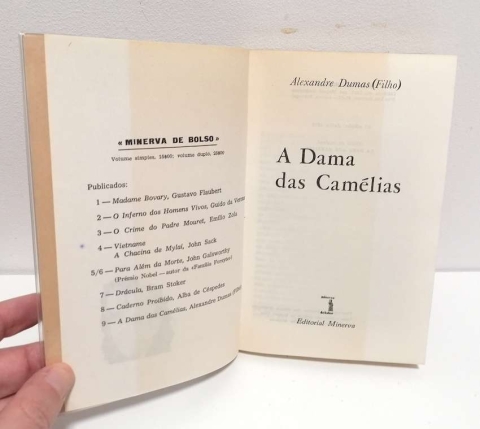 « MINERVA DE BOLSO »
Volume simples, 15$00; volume duplo,
Publicados:
1 — Madame Bovary, Gustavo Flaubert
2 — O Inferno dos Homens Vivos, Guido da Verona
3 — O Crime do Padre Mouret, Emílio Zola
4 — Vietname
A Chacina de Mylai, John Sack
5/6 — Para Além da Morte, John Galsworthy
(Prémio Nobel — autor da «Família Forsyte»)
7 — Drácula, Bram Stoker
8 — Caderno Proibido, Alba de Céspedes
9 — A Dama das Camélias, Alexandre Dumas (Filho)
Alexandre Dumas (Filho)
A Dama
das Camélias
Editorial Minerva